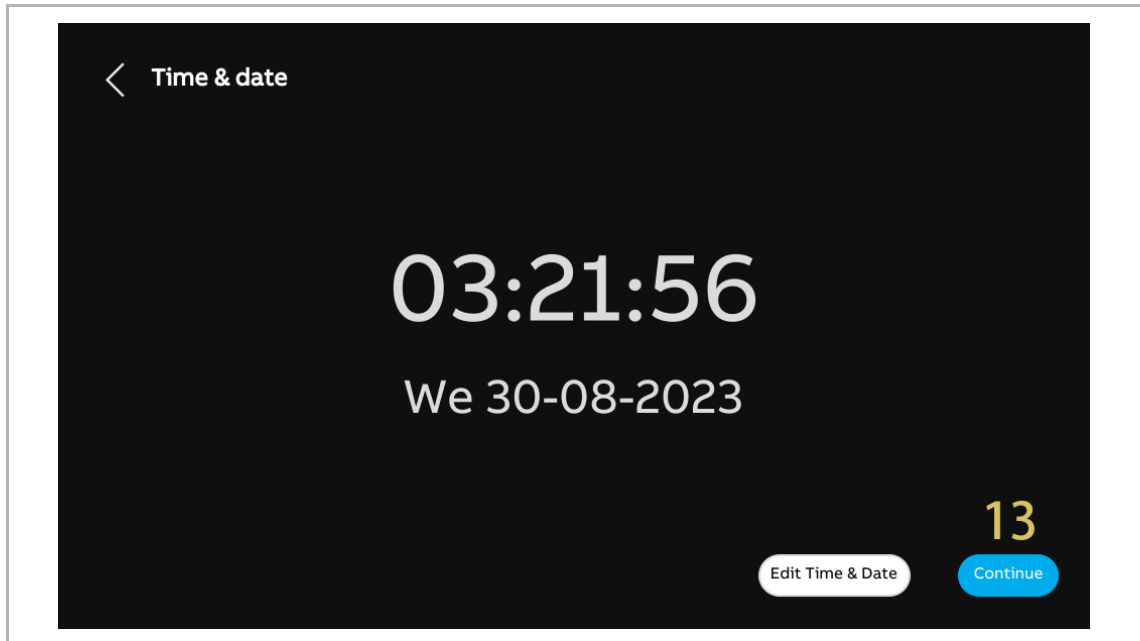 Time & date
03:21:56
We 30-08-2023
13
Edit Time & Date
Continue